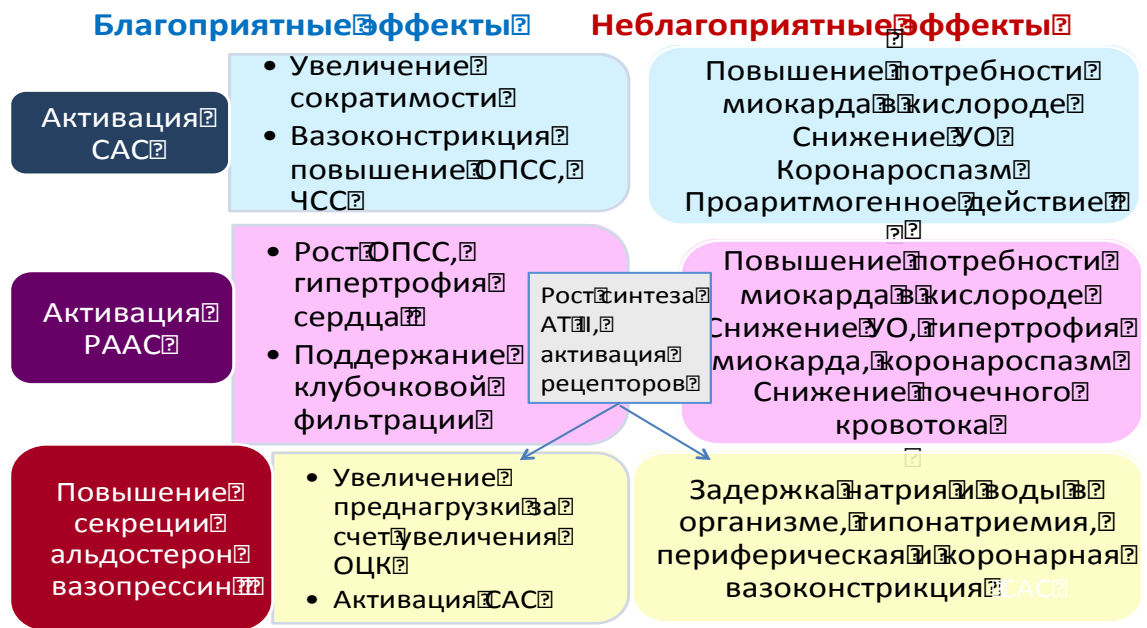 Благоприятные эффекты
Неблагоприятные эффекты
Активация
САС
• Увеличение
сократимости
• Вазоконстрикция
повышение ОПСС,
ЧСС
Повышение потребности
миокарда в кислороде
Снижение УО
Коронароспазм
Проаритмогенное действие
Активация
РААС
• Рост ОПСС,
гипертрофия
сердца
• Поддержание
клубочковой
фильтрации
Рост синтеза
АТ II,
активация
рецепторов
Повышение потребности
миокарда в кислороде
Снижение УО, гипертрофия
миокарда, коронароспазм
Снижение почечного
кровотока
Повышение
секреции
альдостерон
вазопрессин
• Увеличение
преднагрузки за
счет увеличения
ОЦК
• Активация САС
Задержка натрия и воды в
организме, гипонатриемия,
периферическая и коронарная
вазоконстрикция САС